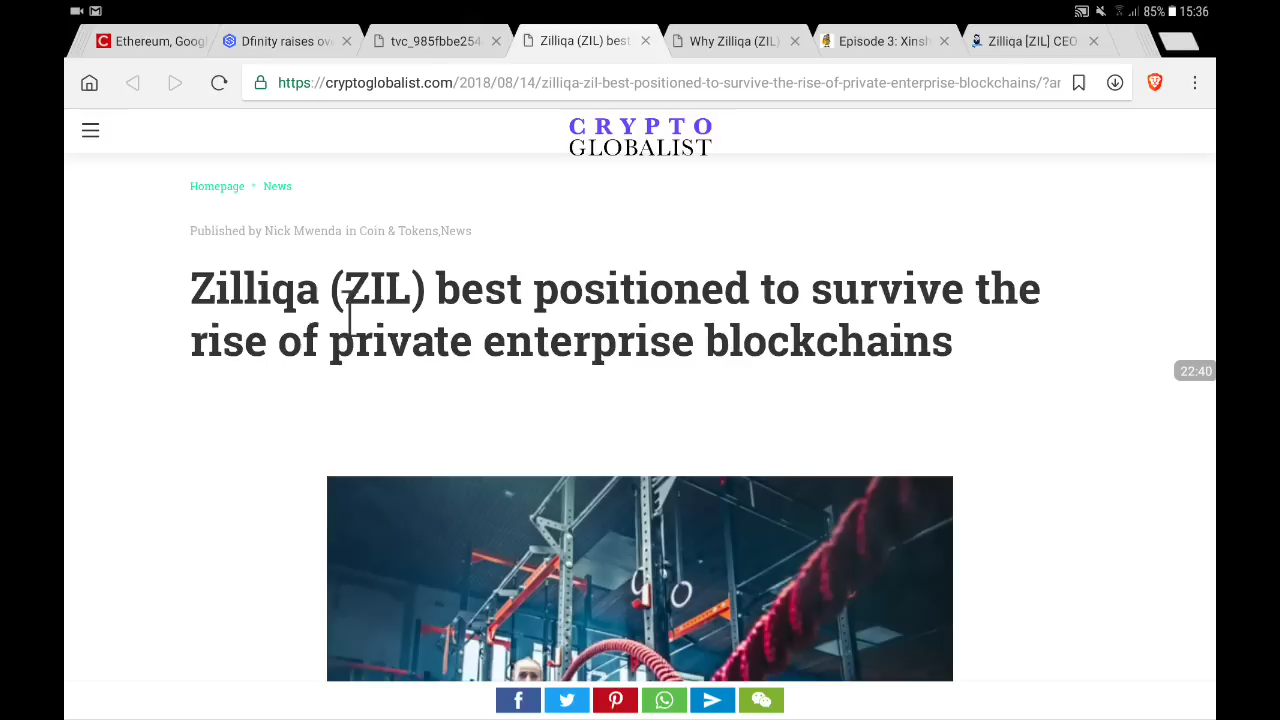 85% 15:36
Ethereum, Goog
Dfinity raises ov
tvc_985fbbe254
Zilliqa (ZIL) best
Why Zilliqa (ZIL)
Episode 3: Xinsh
Zilliqa [ZIL] CEO
https://cryptoglobalist.com/2018/08/14/zilliqa-zil-best-positioned-to-survive-the-rise-of-private-enterprise-blockchains/?ar
CRYPTO
GLOBALIST
Homepage • News
Published by Nick Mwenda in Coin & Tokens,News
Zilliqa (ZIL) best positioned to survive the
rise of private enterprise blockchains
22:40